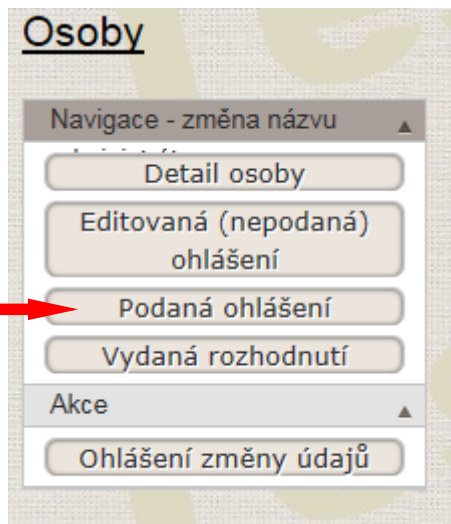 Osoby
Navigace - změna názvu
Detail osoby
Editovaná (nepodaná)
ohlášení
Podaná ohlášení
Vydaná rozhodnutí
Akce
Ohlášení změny údajů